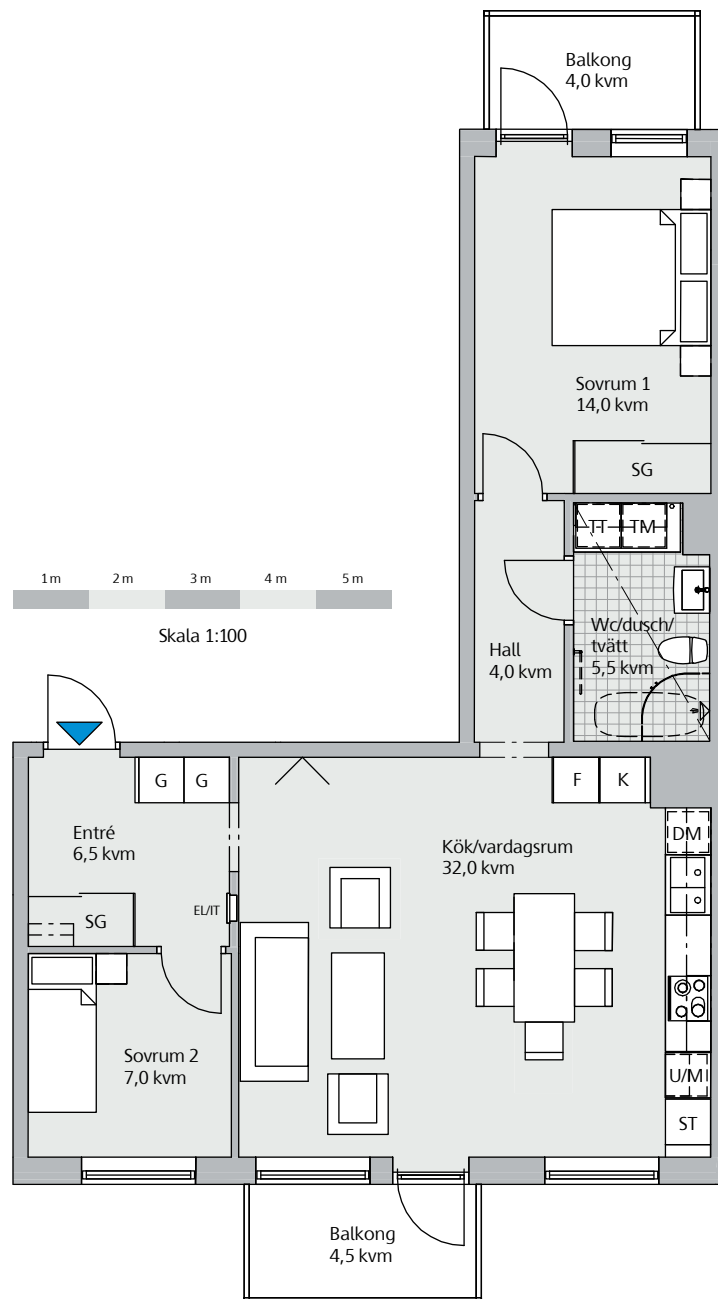 Balkong
4,0 kvm
Sovrum 1
14,0 kvm
SG
TT TM
1 m 2 m 3 m 4 m 5 m
Skala 1:100
Wc/dusch/
tvätt
5,5 kvm
Hall
4,0 kvm
G G
F K
Entré
6,5 kvm
DM
Kök/vardagsrum
32,0 kvm
EL/IT
SG
Sovrum 2
7,0 kvm
U/M
ST
Balkong
4,5 kvm